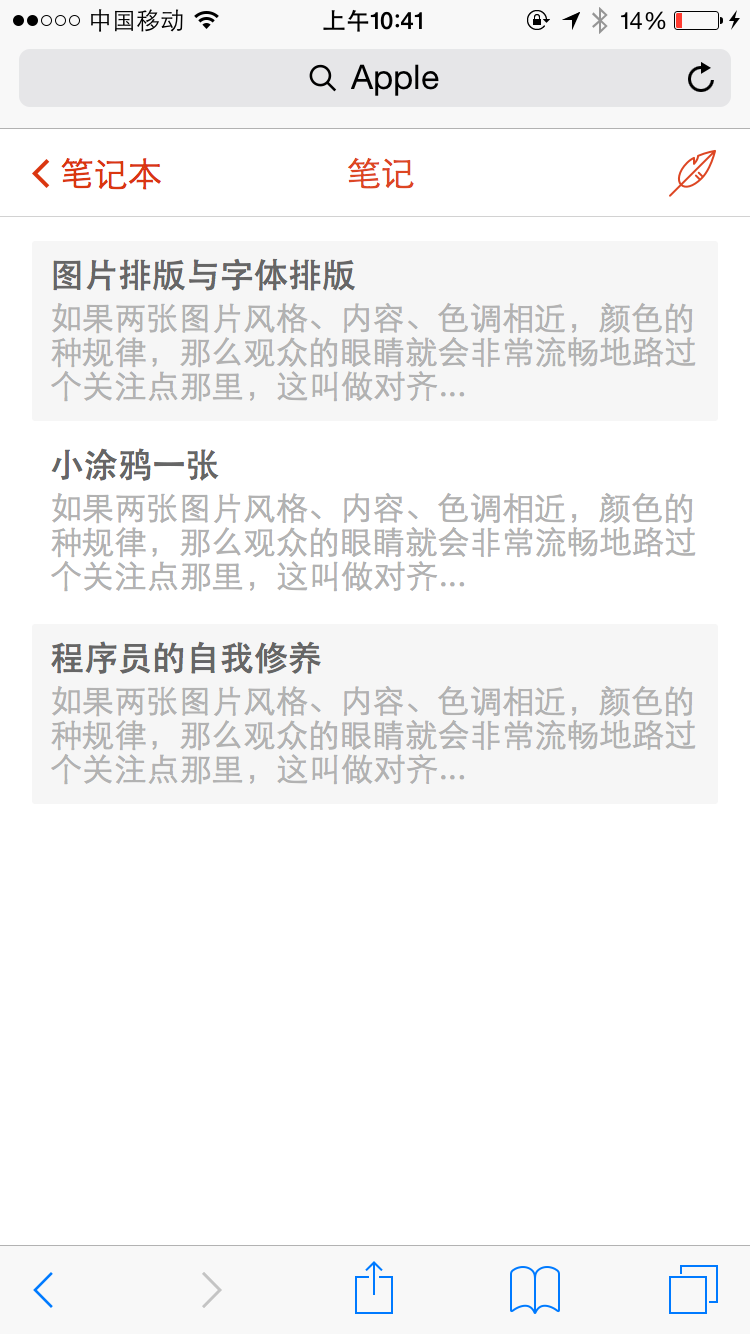 中国移动 上午10:41 14%
Apple
笔记本 笔记
图片排版与字体排版
如果两张图片风格、内容、色调相近，颜色的
种规律，那么观众的眼睛就会非常流畅地路过
个关注点那里，这叫做对齐...
小涂鸦一张
如果两张图片风格、内容、色调相近，颜色的
种规律，那么观众的眼睛就会非常流畅地路过
个关注点那里，这叫做对齐...
程序员的自我修养
如果两张图片风格、内容、色调相近，颜色的
种规律，那么观众的眼睛就会非常流畅地路过
个关注点那里，这叫做对齐...